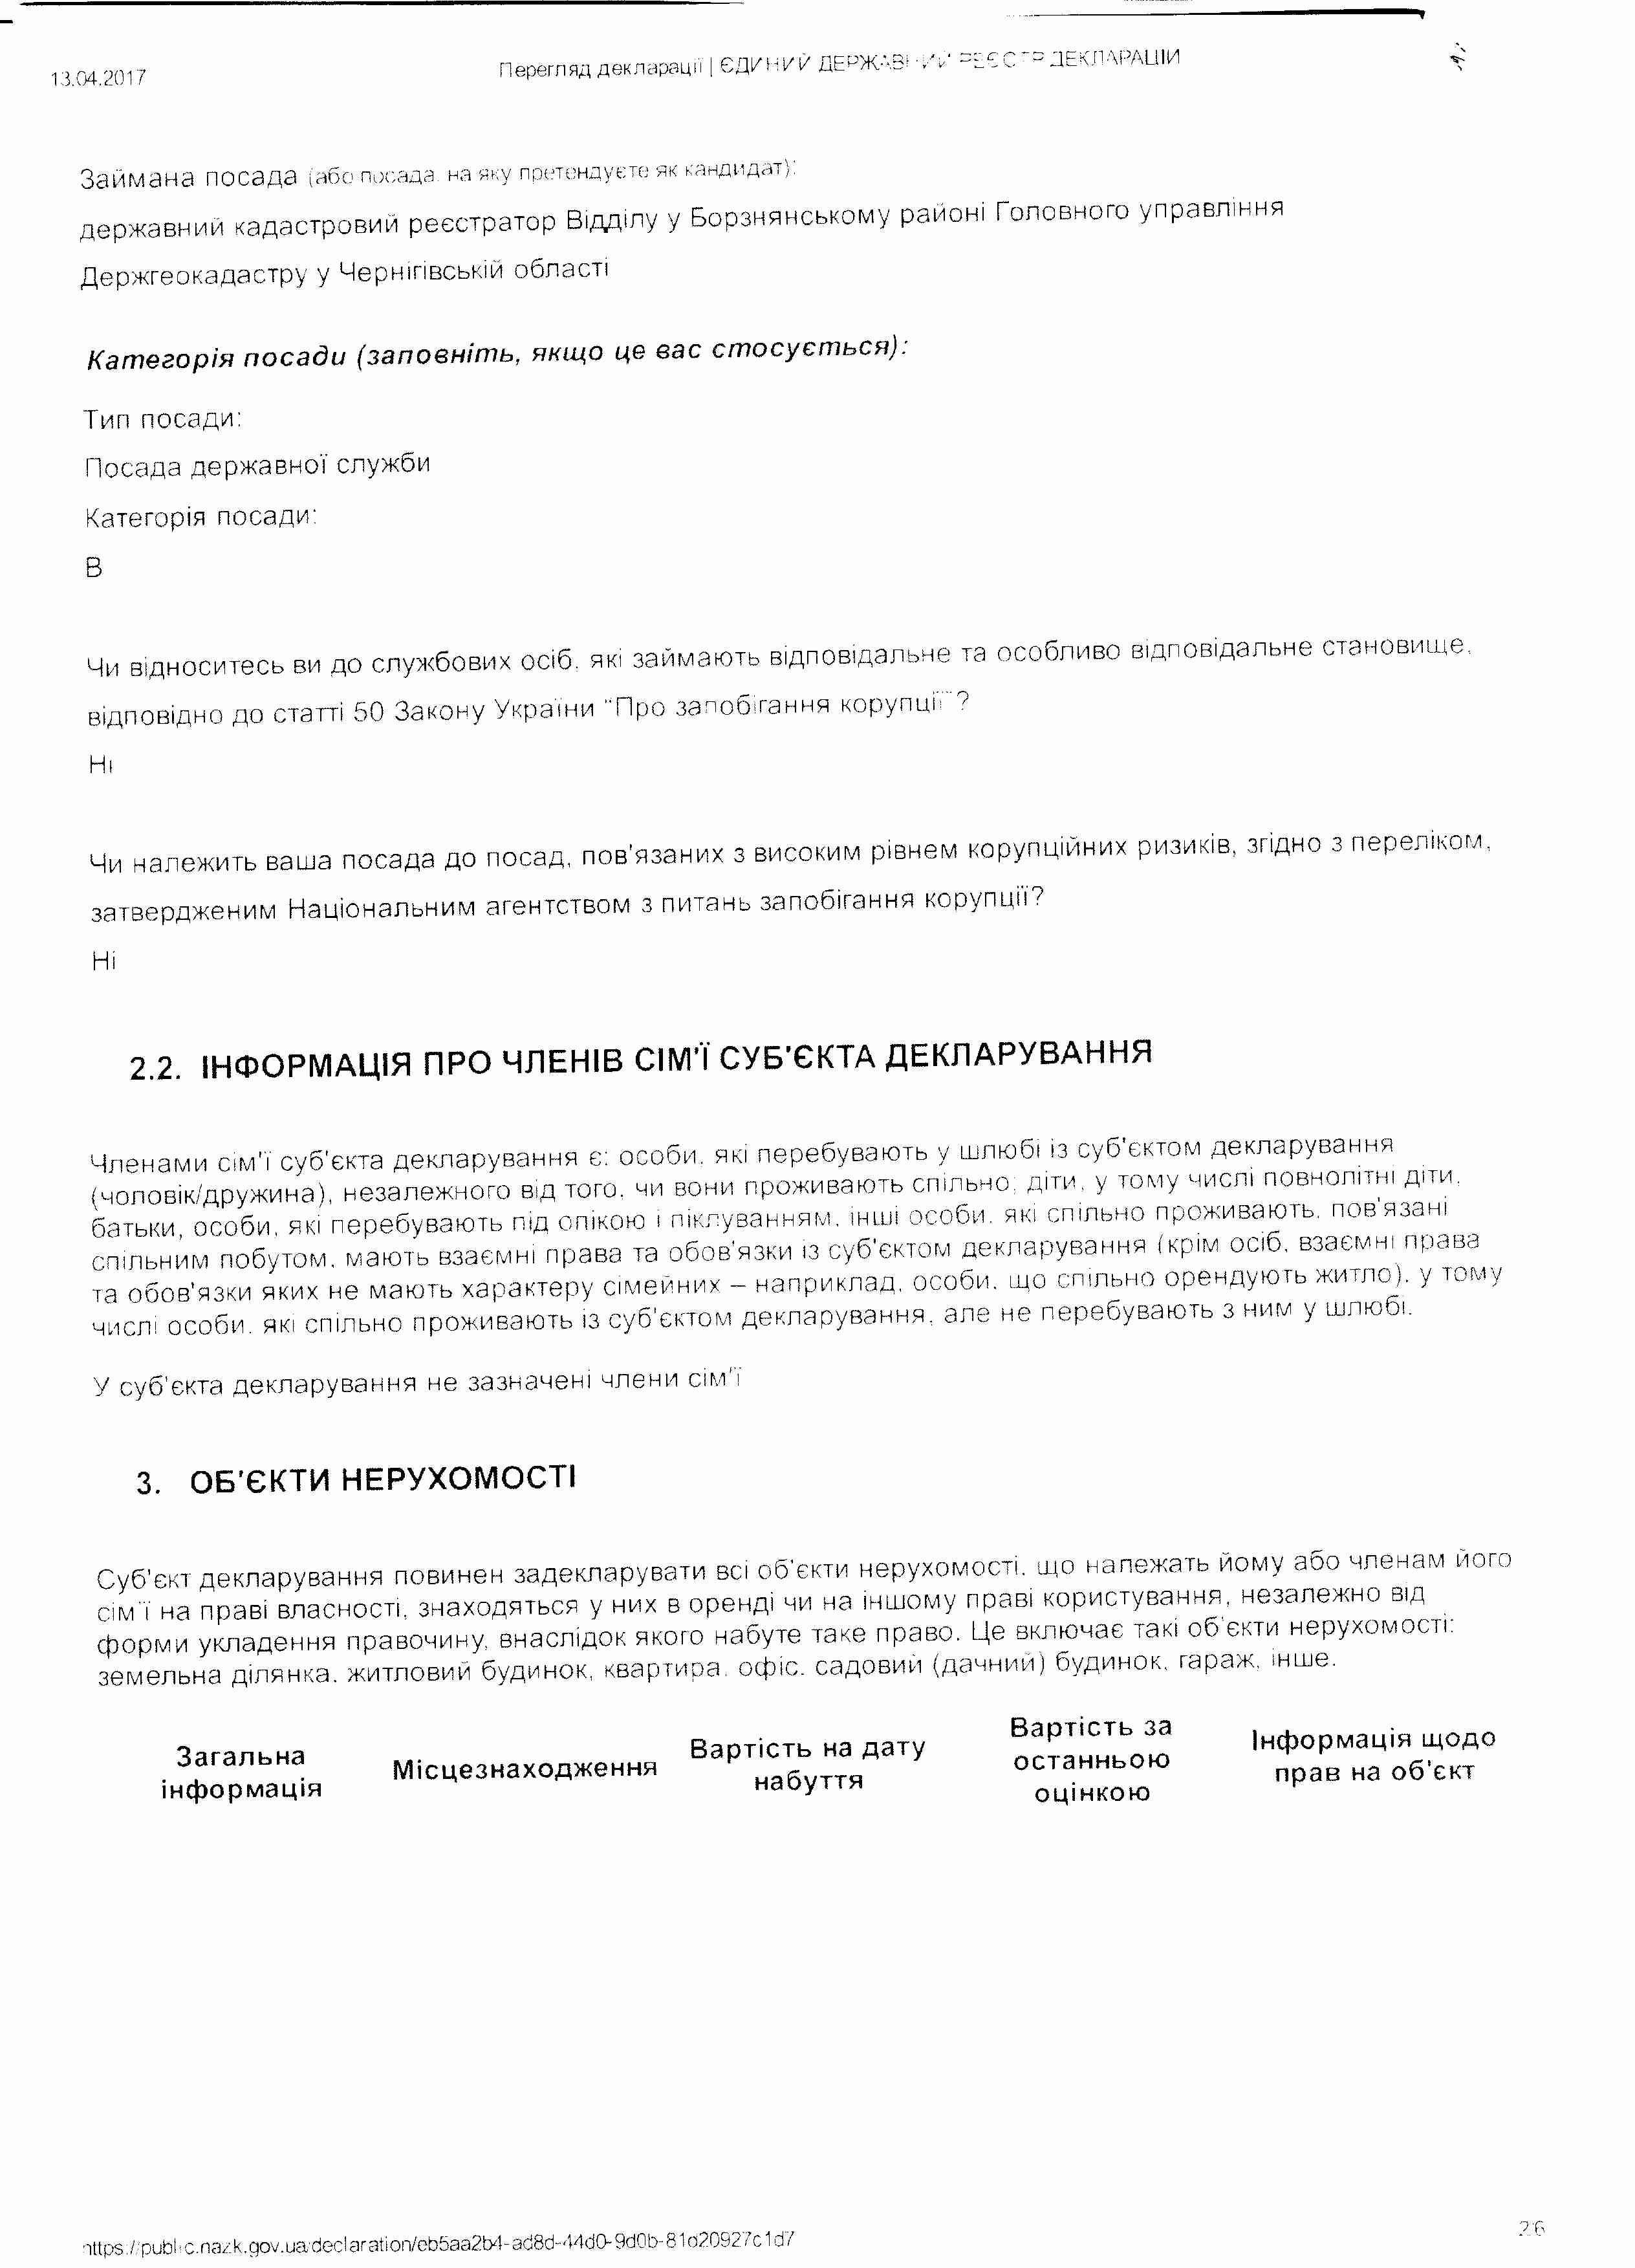 13.04.2017
Перегляд декларації | ЄДИНИЙ ДЕРЖАВНИЙ РЕЄСТР ДЕКЛАРАЦІЙ
Займана посада (або посада, на яку претендуєте як кандидат):
державний кадастровий реєстратор Відділу у Борзнянському районі Головного управління
Держгеокадастру у Чернігівській області
Категорія посади (заповніть, якщо це вас стосується):
Тип посади:
Посада державної служби
Категорія посади:
В
Чи відноситесь ви до службових осіб, які займають відповідальне та особливо відповідальне становище,
відповідно до статті 50 Закону України "Про запобігання корупції"?
Ні
Чи належить ваша посада до посад, пов'язаних з високим рівнем корупційних ризиків, згідно з переліком,
затвердженим Національним агентством з питань запобігання корупції?
Ні
2.2. ІНФОРМАЦІЯ ПРО ЧЛЕНІВ СІМ'Ї СУБ'ЄКТА ДЕКЛАРУВАННЯ
Членами сім'ї суб'єкта декларування є: особи, які перебувають у шлюбі із суб'єктом декларування
(чоловік/дружина), незалежного від того, чи вони проживають спільно; діти, у тому числі повнолітні діти,
батьки, особи, які перебувають під опікою і піклуванням, інші особи, які спільно проживають, пов'язані
спільним побутом, мають взаємні права та обов'язки із суб'єктом декларування (крім осіб, взаємні права
та обов'язки яких не мають характеру сімейних – наприклад, особи, що спільно орендують житло), у тому
числі особи, які спільно проживають із суб'єктом декларування, але не перебувають з ним у шлюбі.
У суб'єкта декларування не зазначені члени сім'ї
3. ОБ'ЄКТИ НЕРУХОМОСТІ
Суб'єкт декларування повинен задекларувати всі об'єкти нерухомості, що належать йому або членам його
сім'ї на праві власності, знаходяться у них в оренді чи на іншому праві користування, незалежно від
форми укладення правочину, внаслідок якого набуте таке право. Це включає такі об'єкти нерухомості:
земельна ділянка, житловий будинок, квартира, офіс, садовий (дачний) будинок, гараж, інше.
Загальна інформація
Місцезнаходження
Вартість на дату набуття
Вартість за останньою оцінкою
Інформація щодо прав на об'єкт
https://public.nazk.gov.ua/declaration/eb5aa2b4-ad8d-44d0-9d0b-81d20927c1d7
2/6